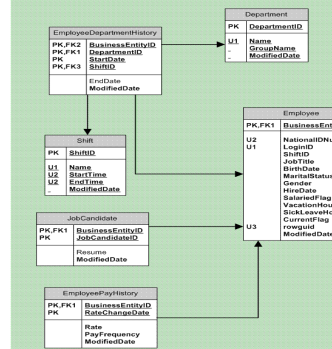 EmployeeDepartmentHistory
PK,FK2 BusinessEntityID
PK,FK1 DepartmentID
PK StartDate
PK,FK3 ShiftID
EndDate
ModifiedDate
Department
PK DepartmentID
U1 Name
GroupName
ModifiedDate
Shift
PK ShiftID
U1 Name
U2 StartTime
U2 EndTime
ModifiedDate
Employee
PK,FK1 BusinessEnt
U2 NationalIDNu
U1 LoginID
ShiftID
JobTitle
BirthDate
MaritalStatus
Gender
HireDate
SalariedFlag
VacationHou
SickLeaveHo
CurrentFlag
U3 rowguid
ModifiedDate
JobCandidate
PK,FK1 BusinessEntityID
PK JobCandidateID
Resume
ModifiedDate
EmployeePayHistory
PK,FK1 BusinessEntityID
PK RateChangeDate
Rate
PayFrequency
ModifiedDate